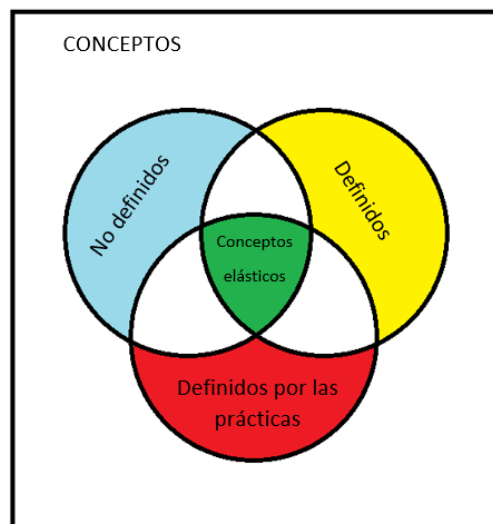 CONCEPTOS
No definidos
Definidos
Conceptos
elásticos
Definidos por las
prácticas